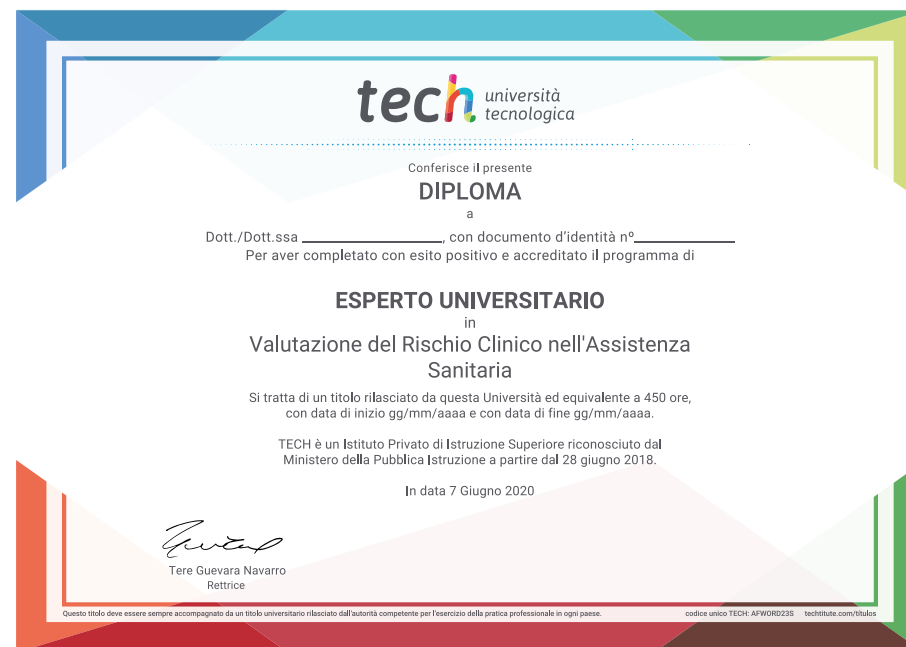 tech università
tecnologica
Conferisce il presente
DIPLOMA
a
Dott./Dott.ssa ________________, con documento d'identità nº____________
Per aver completato con esito positivo e accreditato il programma di
ESPERTO UNIVERSITARIO
in
Valutazione del Rischio Clinico nell'Assistenza
Sanitaria
Si tratta di un titolo rilasciato da questa Università ed equivalente a 450 ore,
con data di inizio gg/mm/aaaa e con data di fine gg/mm/aaaa.
TECH è un Istituto Privato di Istruzione Superiore riconosciuto dal
Ministero della Pubblica Istruzione a partire dal 28 giugno 2018.
In data 7 Giugno 2020
Tere Guevara Navarro
Rettrice
Questo titolo deve essere sempre accompagnato da un titolo universitario rilasciato dall'autorità competente per l'esercizio della pratica professionale in ogni paese. codice unico TECH: AFWORD23S techtitute.com/titulos